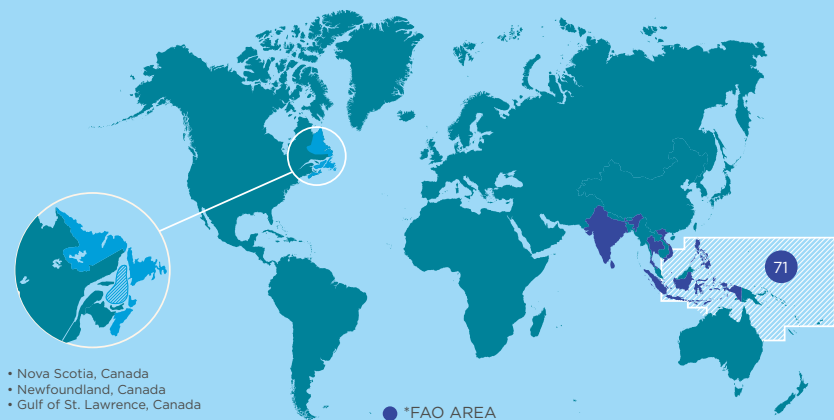 71
• Nova Scotia, Canada
• Newfoundland, Canada
• Gulf of St. Lawrence, Canada
*FAO AREA